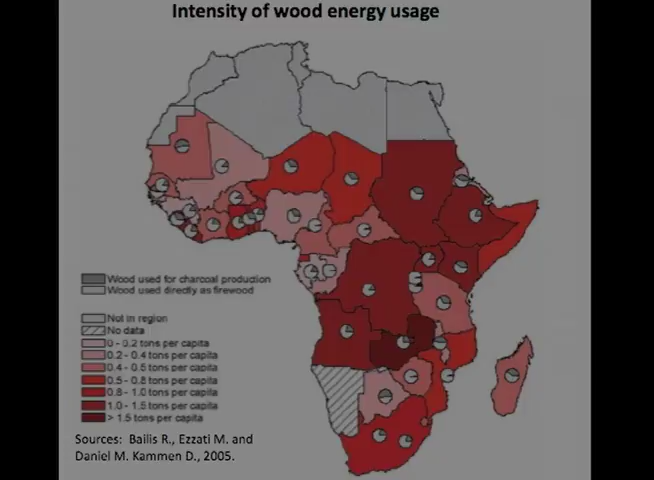 Intensity of wood energy usage
Wood used for charcoal production
Wood used directly as firewood
Not in region
No data
0 - 0.2 tons per capita
0.2 - 0.4 tons per capita
0.4 - 0.5 tons per capita
0.5 - 0.8 tons per capita
0.8 - 1.0 tons per capita
1.0 - 1.5 tons per capita
> 1.5 tons per capita
Sources: Bailis R., Ezzati M. and
Daniel M. Kammen D., 2005.